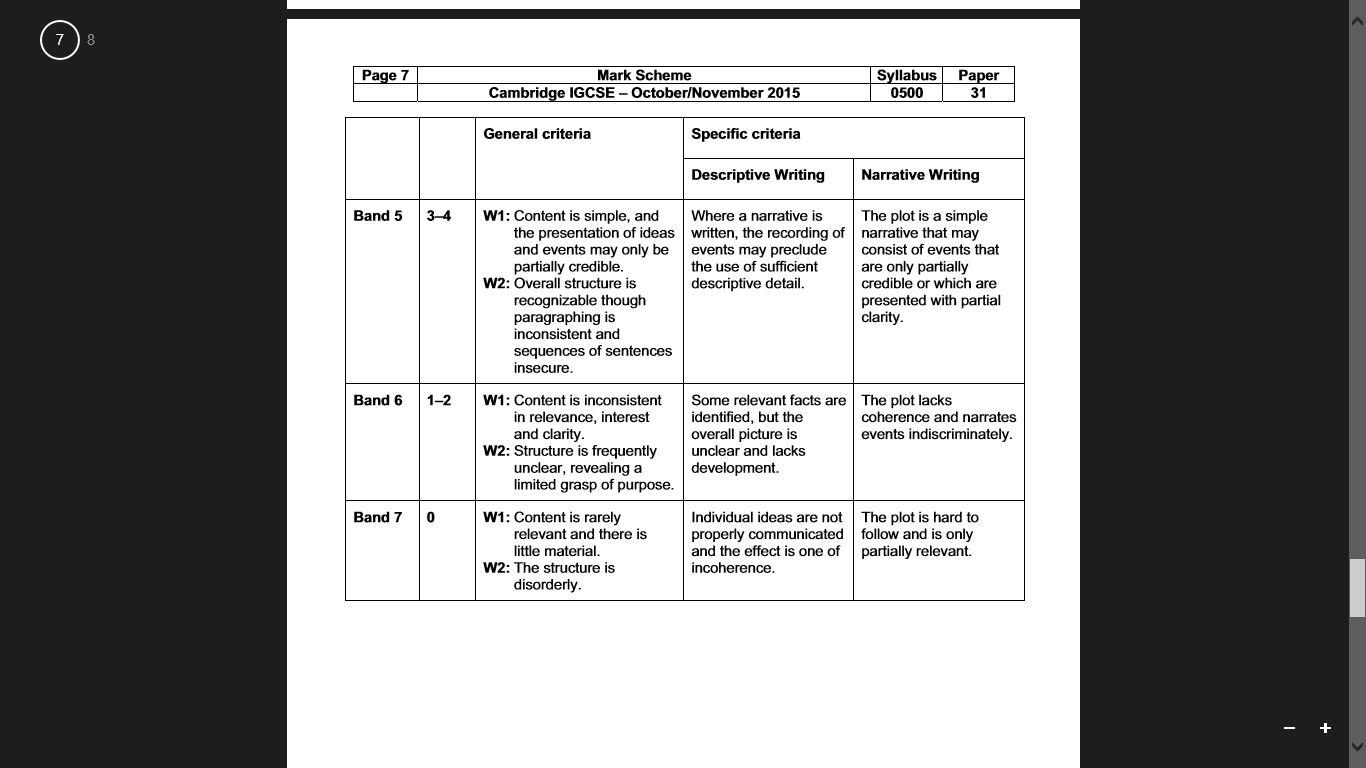 7 8
Page 7 Mark Scheme Syllabus Paper
Cambridge IGCSE – October/November 2015 0500 31
General criteria Specific criteria
Descriptive Writing Narrative Writing
Band 5 3–4
W1: Content is simple, and
the presentation of ideas
and events may only be
partially credible.
W2: Overall structure is
recognizable though
paragraphing is
inconsistent and
sequences of sentences
insecure.
Where a narrative is
written, the recording of
events may preclude
the use of sufficient
descriptive detail.
The plot is a simple
narrative that may
consist of events that
are only partially
credible or which are
presented with partial
clarity.
Band 6 1–2
W1: Content is inconsistent
in relevance, interest
and clarity.
W2: Structure is frequently
unclear, revealing a
limited grasp of purpose.
Some relevant facts are
identified, but the
overall picture is
unclear and lacks
development.
The plot lacks
coherence and narrates
events indiscriminately.
Band 7 0
W1: Content is rarely
relevant and there is
little material.
W2: The structure is
disorderly.
Individual ideas are not
properly communicated
and the effect is one of
incoherence.
The plot is hard to
follow and is only
partially relevant.